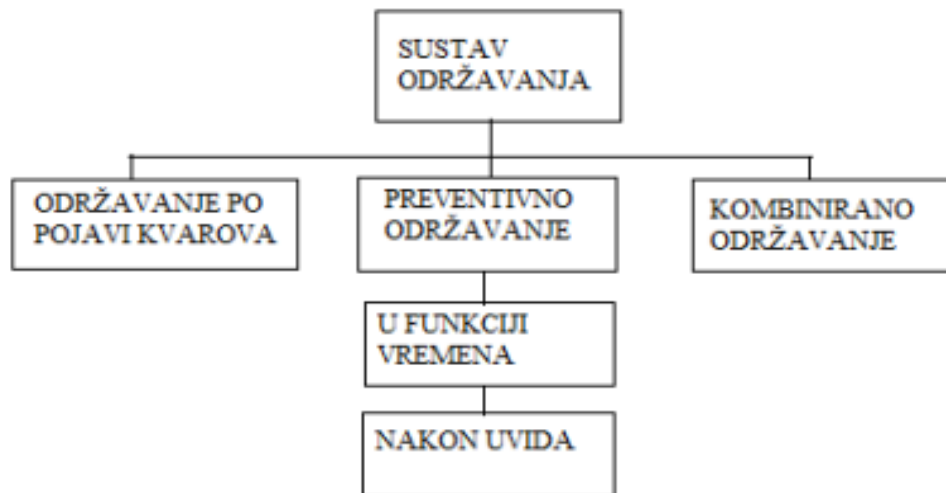 SUSTAV
ODRŽAVANJA
ODRŽAVANJE PO
POJAVI KVAROVA
PREVENTIVNO
ODRŽAVANJE
KOMBINIRANO
ODRŽAVANJE
U FUNKCIJI
VREMENA
NAKON UVIDA